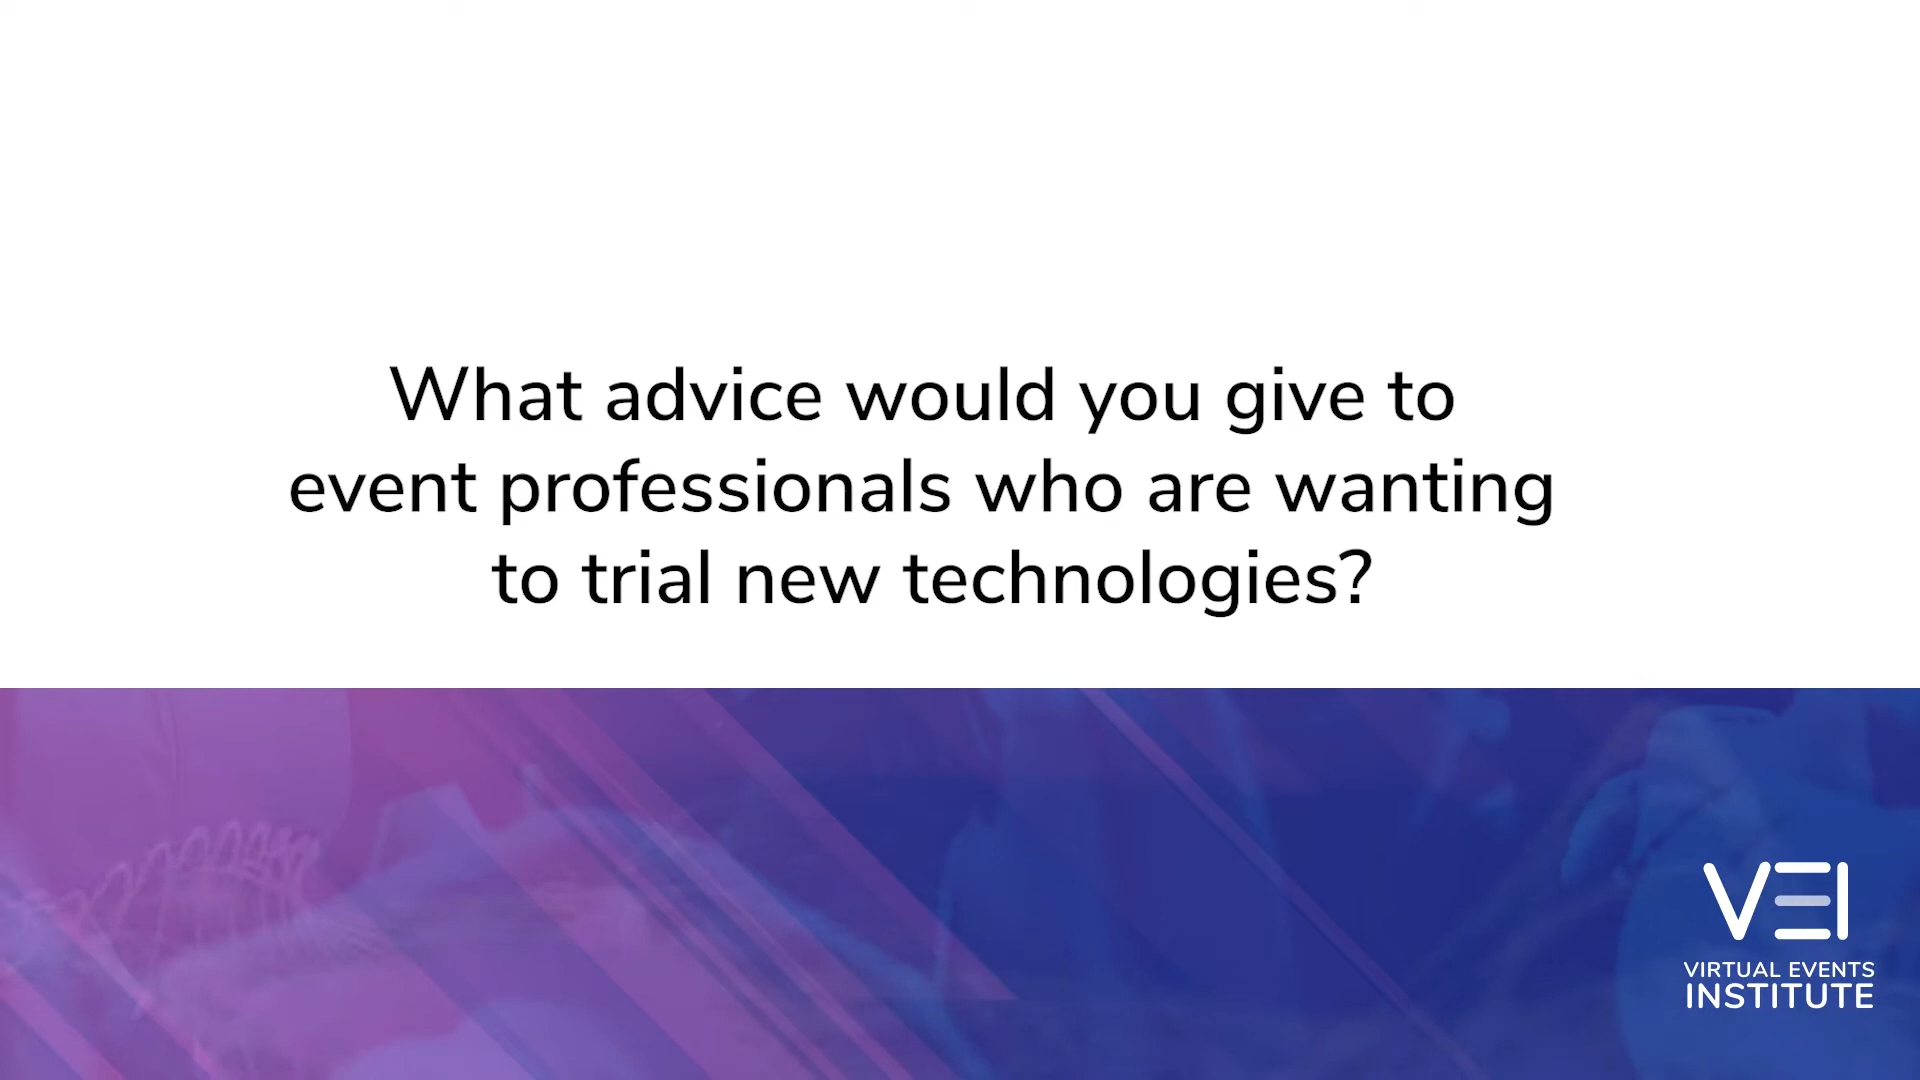 What advice would you give to
event professionals who are wanting
to trial new technologies?
VEI
VIRTUAL EVENTS
INSTITUTE